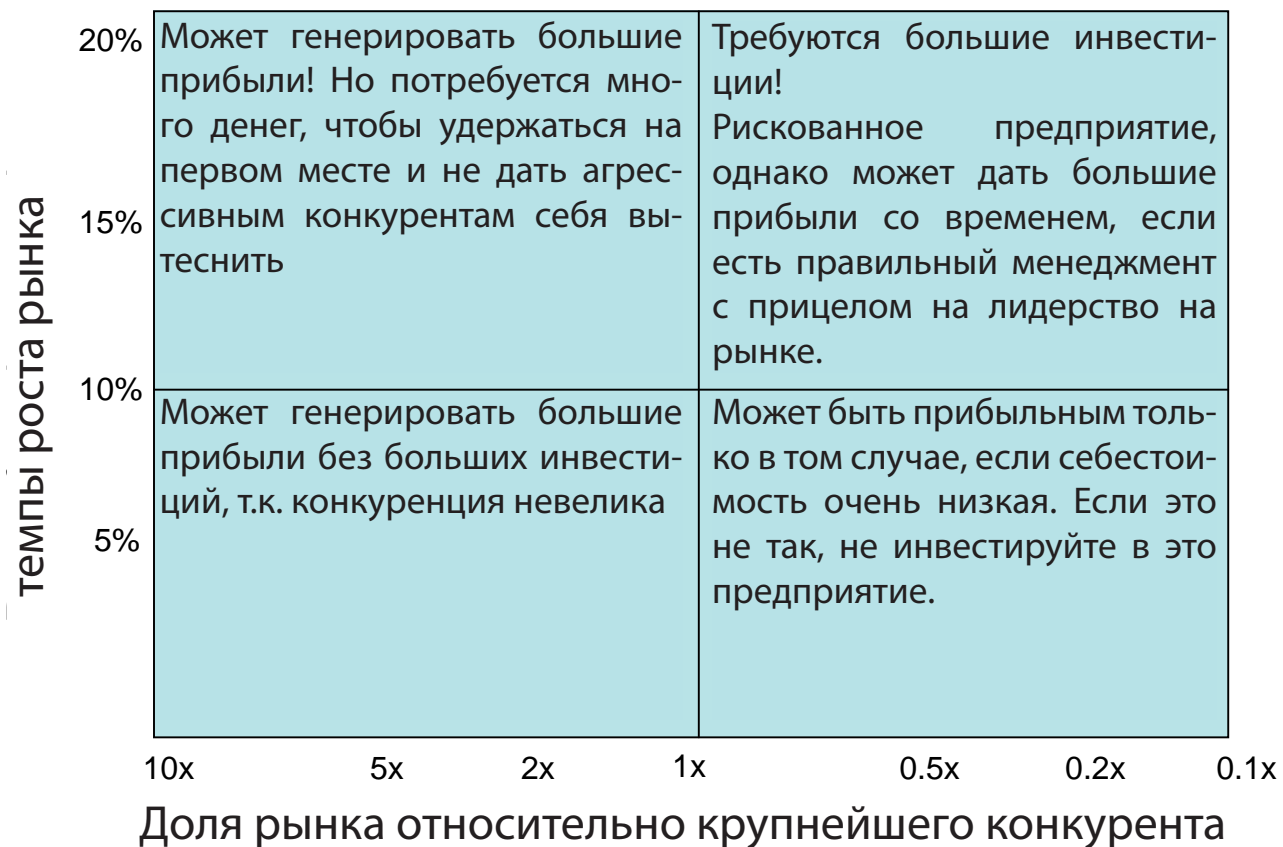 20%
15%
10%
5%
темпы роста рынка
Может генерировать большие
прибыли! Но потребуется мно-
го денег, чтобы удержаться на
первом месте и не дать агрес-
сивным конкурентам себя вы-
теснить
Требуются большие инвести-
ции!
Рискованное предприятие,
однако может дать большие
прибыли со временем, если
есть правильный менеджмент
с прицелом на лидерство на
рынке.
Может генерировать большие
прибыли без больших инвести-
ций, т.к. конкуренция невелика
Может быть прибыльным толь-
ко в том случае, если себестои-
мость очень низкая. Если это
не так, не инвестируйте в это
предприятие.
10x 5x 2x 1x 0.5x 0.2x 0.1x
Доля рынка относительно крупнейшего конкурента